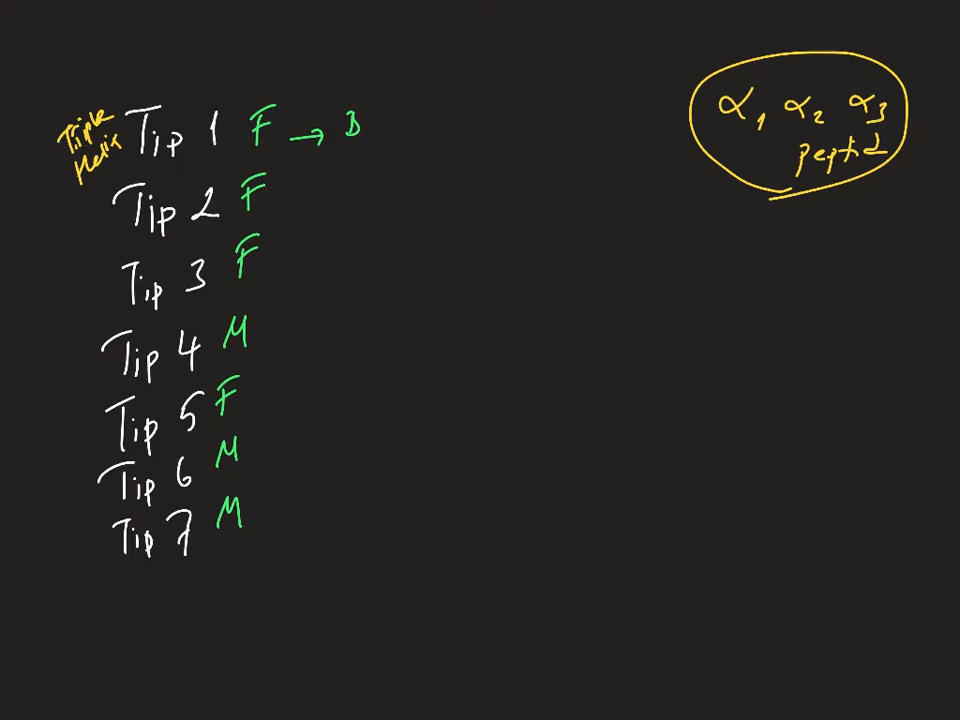 α1 α2 α3
peptid
Triple
Helix
Tip 1 F → B
Tip 2 F
Tip 3 F
Tip 4 M
Tip 5 F
Tip 6 M
Tip 7 M